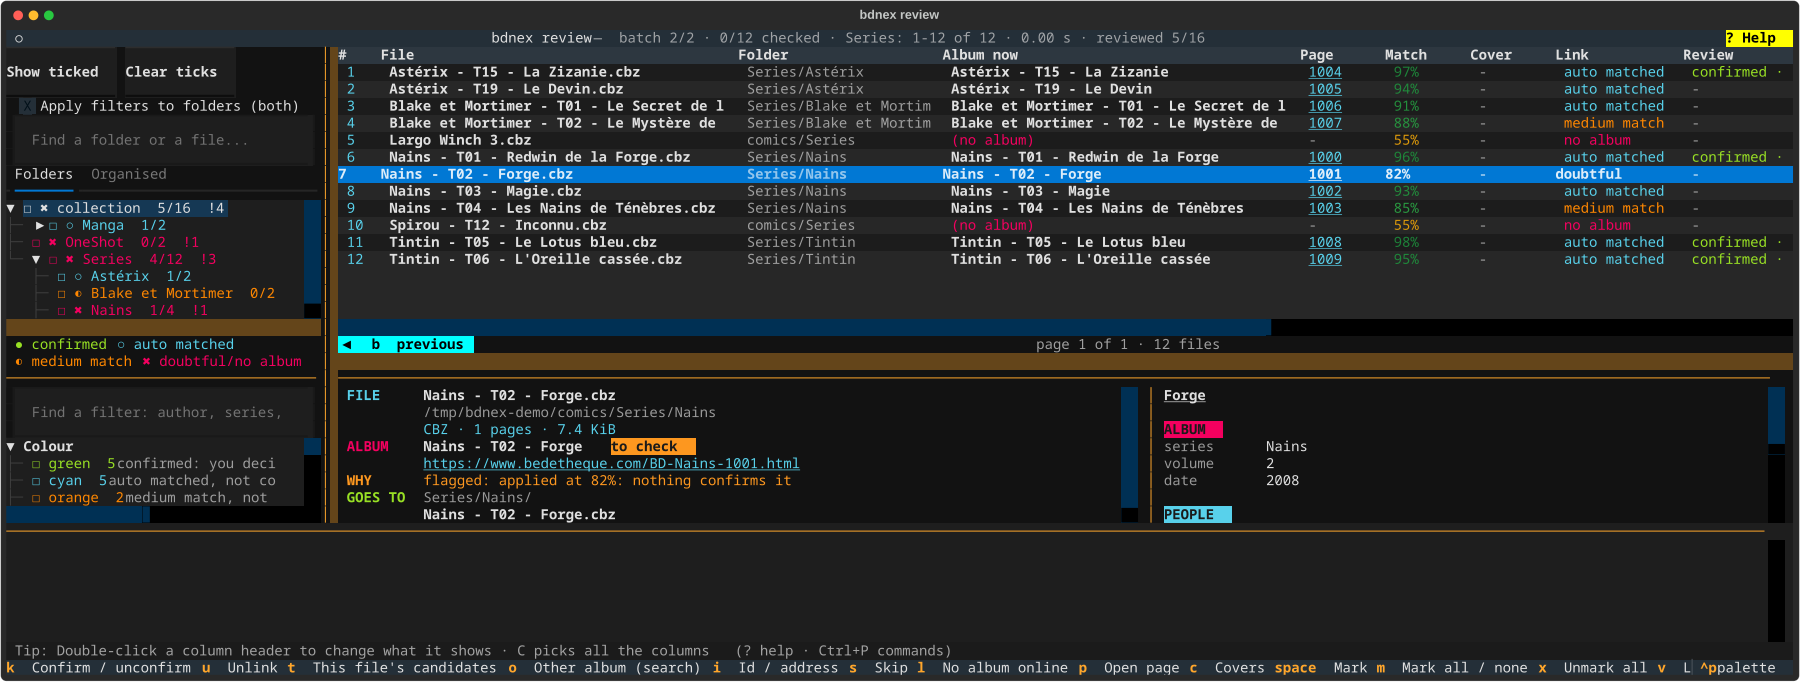 bdnex review
bdnex review— batch 2/2 · 0/12 checked · Series: 1-12 of 12 · 0.00 s · reviewed 5/16
? Help
Show ticked Clear ticks
X Apply filters to folders (both)
Find a folder or a file...
Folders Organised
▼ □ ✖ collection 5/16 !4
▶ □ ○ Manga 1/2
□ ✖ OneShot 0/2 !1
▼ □ ✖ Series 4/12 !3
□ ○ Astérix 1/2
□ ◐ Blake et Mortimer 0/2
□ ✖ Nains 1/4 !1
● confirmed ○ auto matched
◐ medium match ✖ doubtful/no album
Find a filter: author, series,
▼ Colour
□ green 5confirmed: you deci
□ cyan 5auto matched, not co
□ orange 2medium match, not
# File Folder Album now Page Match Cover Link Review
1 Astérix - T15 - La Zizanie.cbz Series/Astérix Astérix - T15 - La Zizanie 1004 97% - auto matched confirmed ·
2 Astérix - T19 - Le Devin.cbz Series/Astérix Astérix - T19 - Le Devin 1005 94% - auto matched -
3 Blake et Mortimer - T01 - Le Secret de l Series/Blake et Mortim Blake et Mortimer - T01 - Le Secret de l 1006 91% - auto matched -
4 Blake et Mortimer - T02 - Le Mystère de Series/Blake et Mortim Blake et Mortimer - T02 - Le Mystère de 1007 88% - medium match -
5 Largo Winch 3.cbz comics/Series (no album) - 55% - no album -
6 Nains - T01 - Redwin de la Forge.cbz Series/Nains Nains - T01 - Redwin de la Forge 1000 96% - auto matched confirmed ·
7 Nains - T02 - Forge.cbz Series/Nains Nains - T02 - Forge 1001 82% - doubtful -
8 Nains - T03 - Magie.cbz Series/Nains Nains - T03 - Magie 1002 93% - auto matched -
9 Nains - T04 - Les Nains de Ténèbres.cbz Series/Nains Nains - T04 - Les Nains de Ténèbres 1003 85% - medium match -
10 Spirou - T12 - Inconnu.cbz comics/Series (no album) - 55% - no album -
11 Tintin - T05 - Le Lotus bleu.cbz Series/Tintin Tintin - T05 - Le Lotus bleu 1008 98% - auto matched confirmed ·
12 Tintin - T06 - L'Oreille cassée.cbz Series/Tintin Tintin - T06 - L'Oreille cassée 1009 95% - auto matched confirmed ·
◀ b previous page 1 of 1 · 12 files
FILE Nains - T02 - Forge.cbz
/tmp/bdnex-demo/comics/Series/Nains
CBZ · 1 pages · 7.4 KiB
ALBUM Nains - T02 - Forge to check
https://www.bedetheque.com/BD-Nains-1001.html
WHY flagged: applied at 82%: nothing confirms it
GOES TO Series/Nains/
Nains - T02 - Forge.cbz
Forge
ALBUM
series Nains
volume 2
date 2008
PEOPLE
Tip: Double-click a column header to change what it shows · C picks all the columns (? help · Ctrl+P commands)
k Confirm / unconfirm u Unlink t This file's candidates o Other album (search) i Id / address s Skip l No album online p Open page c Covers space Mark m Mark all / none x Unmark all v L ^ppalette